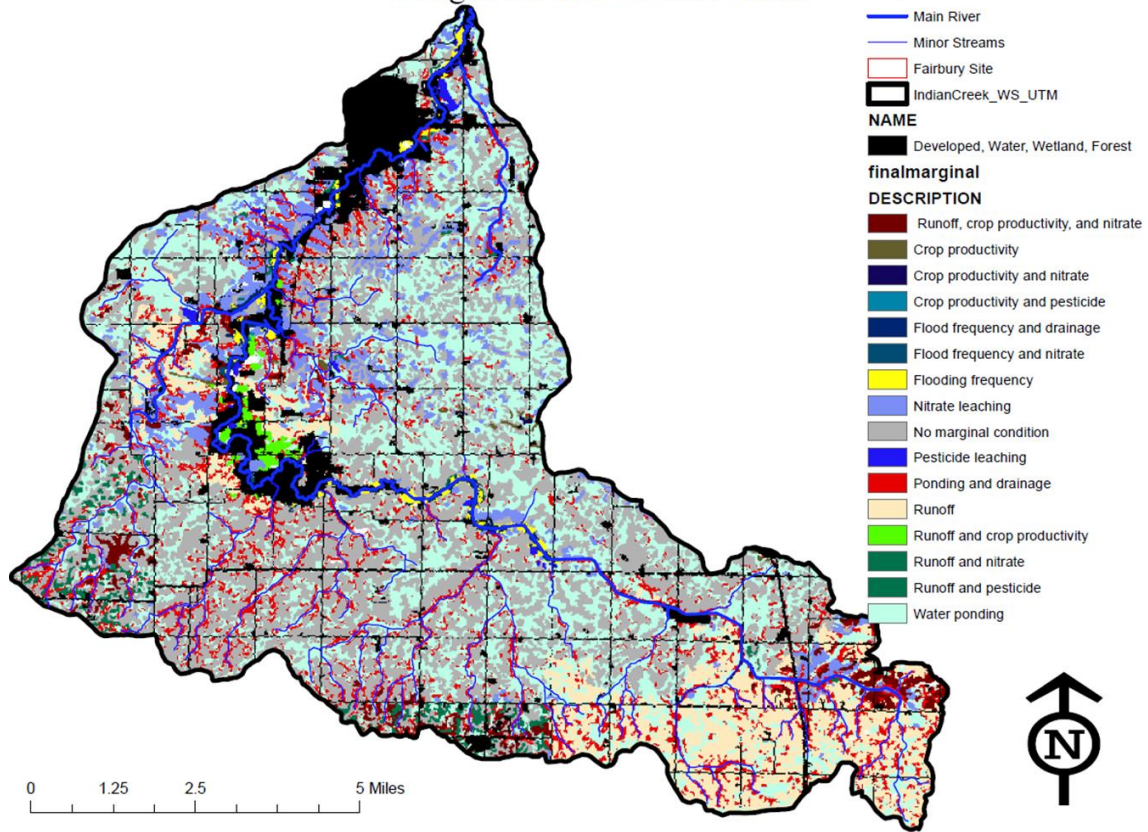 Main River
Minor Streams
Fairbury Site
IndianCreek_WS_UTM
NAME
Developed, Water, Wetland, Forest
finalmarginal
DESCRIPTION
Runoff, crop productivity, and nitrate
Crop productivity
Crop productivity and nitrate
Crop productivity and pesticide
Flood frequency and drainage
Flood frequency and nitrate
Flooding frequency
Nitrate leaching
No marginal condition
Pesticide leaching
Ponding and drainage
Runoff
Runoff and crop productivity
Runoff and nitrate
Runoff and pesticide
Water ponding
N
0 1.25 2.5 5 Miles